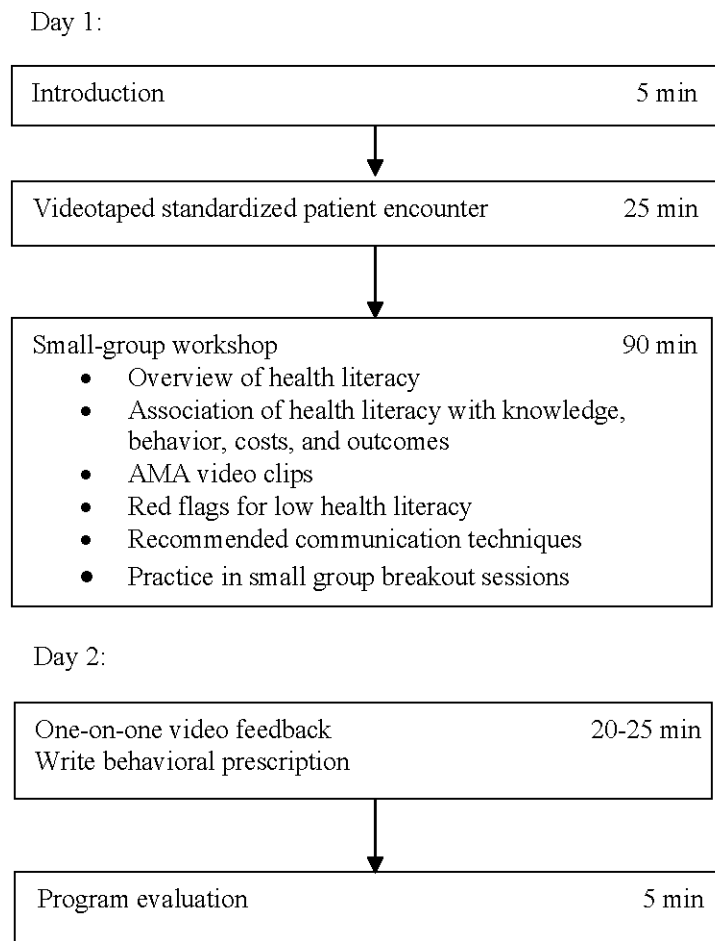 Day 1:
Introduction 5 min
Videotaped standardized patient encounter 25 min
Small-group workshop 90 min
• Overview of health literacy
• Association of health literacy with knowledge,
behavior, costs, and outcomes
• AMA video clips
• Red flags for low health literacy
• Recommended communication techniques
• Practice in small group breakout sessions
Day 2:
One-on-one video feedback 20-25 min
Write behavioral prescription
Program evaluation 5 min